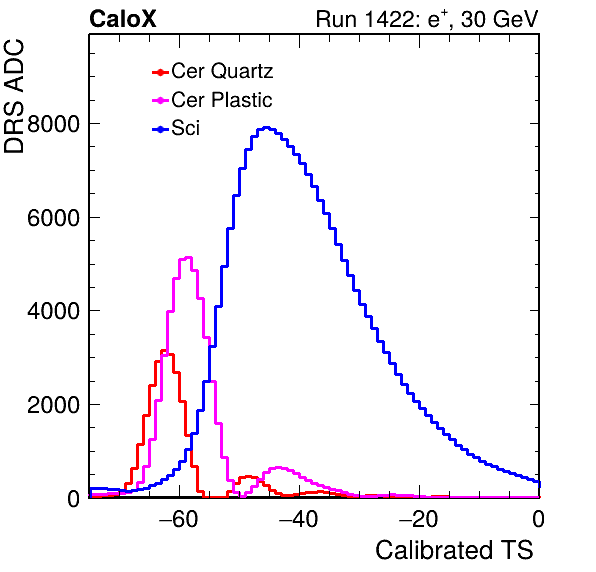 CaloX Run 1422: e⁺, 30 GeV
DRS ADC
Cer Quartz
Cer Plastic
Sci
8000
6000
4000
2000
0
−60 −40 −20 0
Calibrated TS